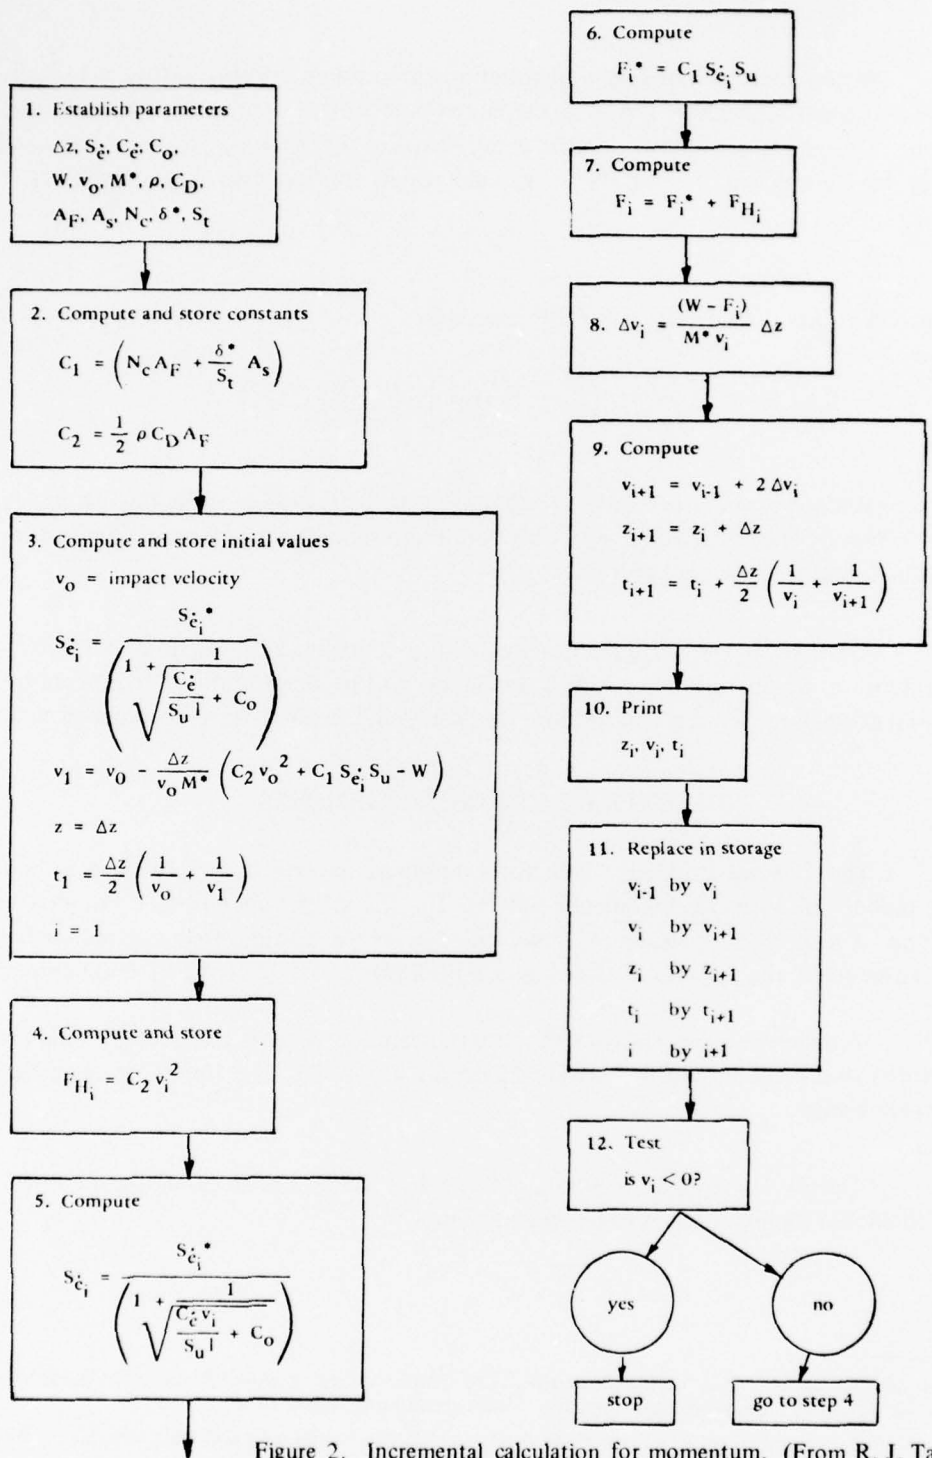 1. Establish parameters
Δz, S_ė, C_ė, C_o,
W, v_o, M*, ρ, C_D,
A_F, A_s, N_c, δ*, S_t
2. Compute and store constants
C_1 = (N_c A_F + δ*/S_t A_s)
C_2 = 1/2 ρ C_D A_F
3. Compute and store initial values
v_o = impact velocity
S_ė_i = S_ė_i* / (1 + 1/√(C_ė/(S_u l) + C_o))
v_1 = v_0 - Δz/(v_o M*) (C_2 v_o² + C_1 S_ė_i S_u - W)
z = Δz
t_1 = Δz/2 (1/v_o + 1/v_1)
i = 1
4. Compute and store
F_H_i = C_2 v_i²
5. Compute
S_ė_i = S_ė_i* / (1 + 1/√(C_ė v_i/(S_u l) + C_o))
6. Compute
F_i* = C_1 S_ė_i S_u
7. Compute
F_i = F_i* + F_H_i
8. Δv_i = (W - F_i)/(M* v_i) Δz
9. Compute
v_i+1 = v_i-1 + 2 Δv_i
z_i+1 = z_i + Δz
t_i+1 = t_i + Δz/2 (1/v_i + 1/v_i+1)
10. Print
z_i, v_i, t_i
11. Replace in storage
v_i-1 by v_i
v_i by v_i+1
z_i by z_i+1
t_i by t_i+1
i by i+1
12. Test
is v_i < 0?
yes
no
stop
go to step 4
Figure 2. Incremental calculation for momentum. (From R. J. Ta